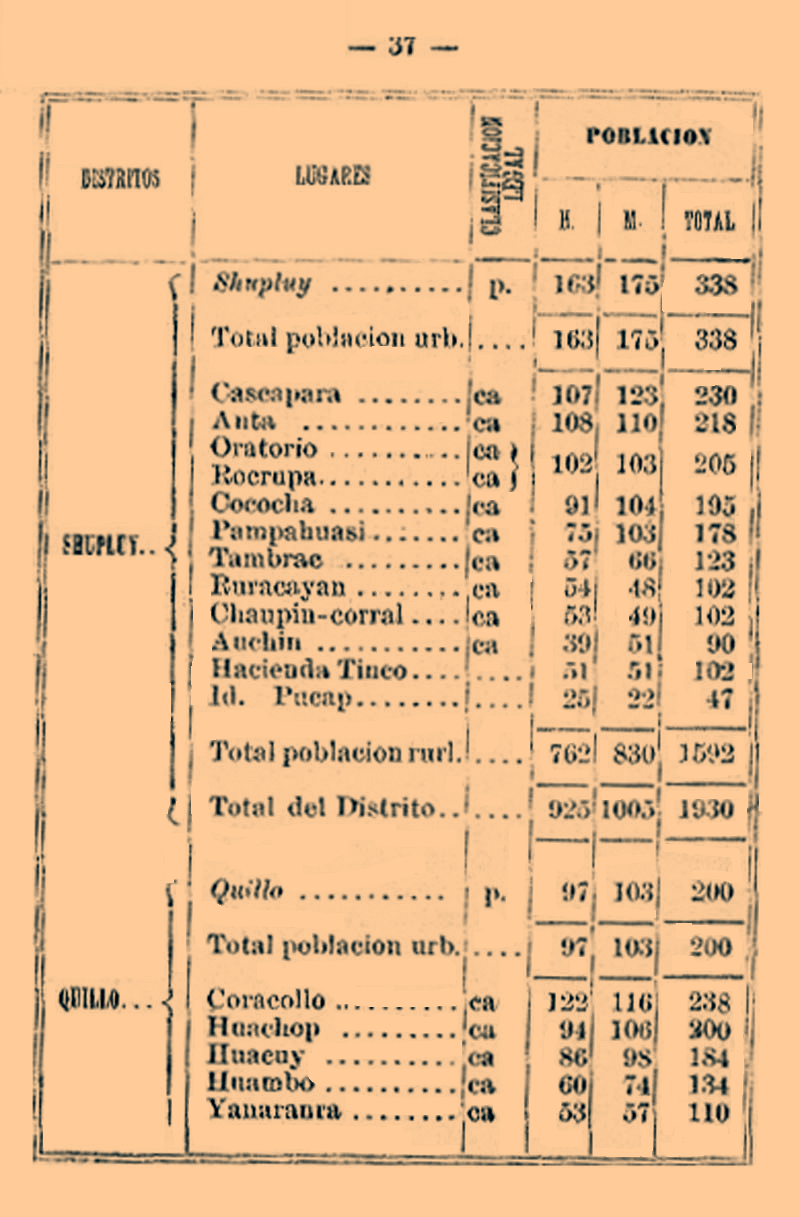 — 37 —
DISTRITOS LUGARES CLASIFICACION LEGAL POBLACION
H. M. TOTAL
Shupluy .......... p. 163 175 338
Total poblacion urb. .... 163 175 338
Cascapara ........ ca 107 123 230
Anta ............ ca 108 110 218
Oratorio .......... ca
Rocrupa........... ca } 102 103 205
Cococha .......... ca 91 104 195
Pampahuasi ....... ca 75 103 178
SHUPLUY.. { Tambrac ......... ca 57 66 123
Ruracayan ........ ca 54 48 102
Chaupin-corral .... ca 53 49 102
Auchin ........... ca 39 51 90
Hacienda Tinco.... .... 51 51 102
Id. Pucap........ .... 25 22 47
Total poblacion rurl. .... 762 830 1592
Total del Distrito.. .... 925 1005 1930
Quillo ........... p. 97 103 200
Total poblacion urb. .... 97 103 200
QUILLO... { Coracollo .......... ca 122 116 238
Huachop ......... ca 94 106 200
Huacuy .......... ca 86 98 184
Huambo .......... ca 60 74 134
Yanaranra ........ ca 53 57 110